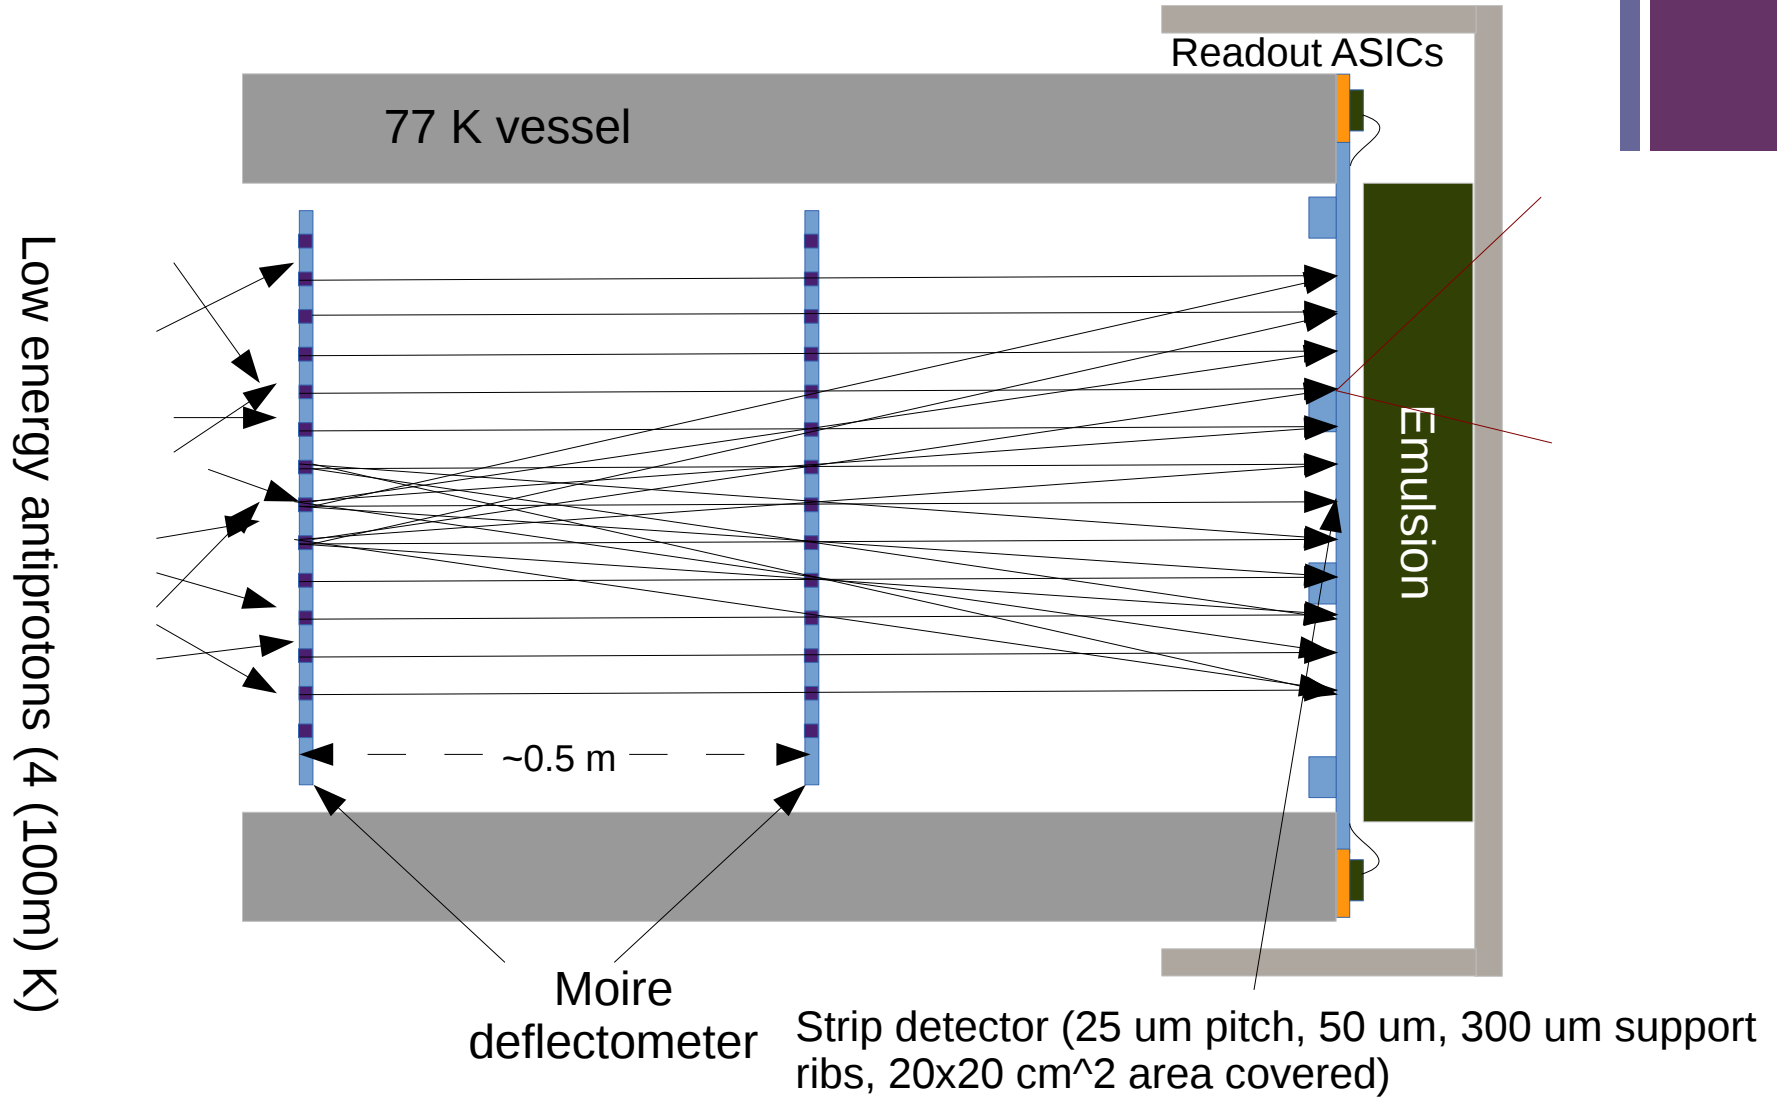 Readout ASICs
77 K vessel
Low energy antiprotons (4 (100m) K)
Emulsion
~0.5 m
Moire
deflectometer
Strip detector (25 um pitch, 50 um, 300 um support
ribs, 20x20 cm^2 area covered)